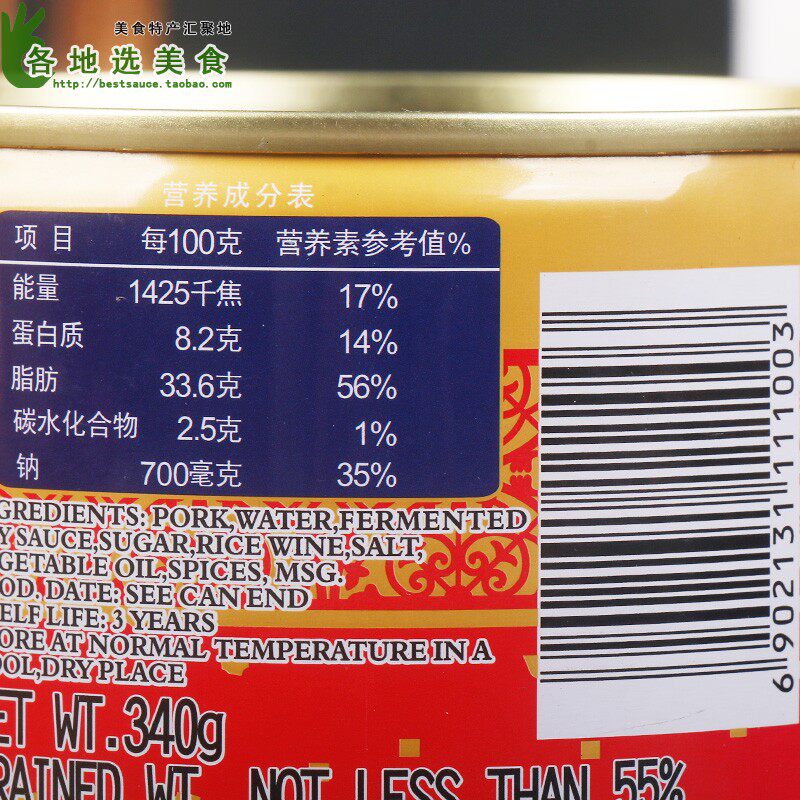 美食特产汇聚地
各地选美食
http://bestsauce.taobao.com
营养成分表
项 目 每100克 营养素参考值%
能量 1425千焦 17%
蛋白质 8.2克 14%
脂肪 33.6克 56%
碳水化合物 2.5克 1%
钠 700毫克 35%
GREDIENTS: PORK,WATER,FERMENTED
Y SAUCE,SUGAR,RICE WINE,SALT,
GETABLE OIL,SPICES, MSG.
OD. DATE: SEE CAN END
ELF LIFE: 3 YEARS
ORE AT NORMAL TEMPERATURE IN A
OOL,DRY PLACE
ET WT.340g
RAINED WT. NOT LESS THAN 55%
6902131111003